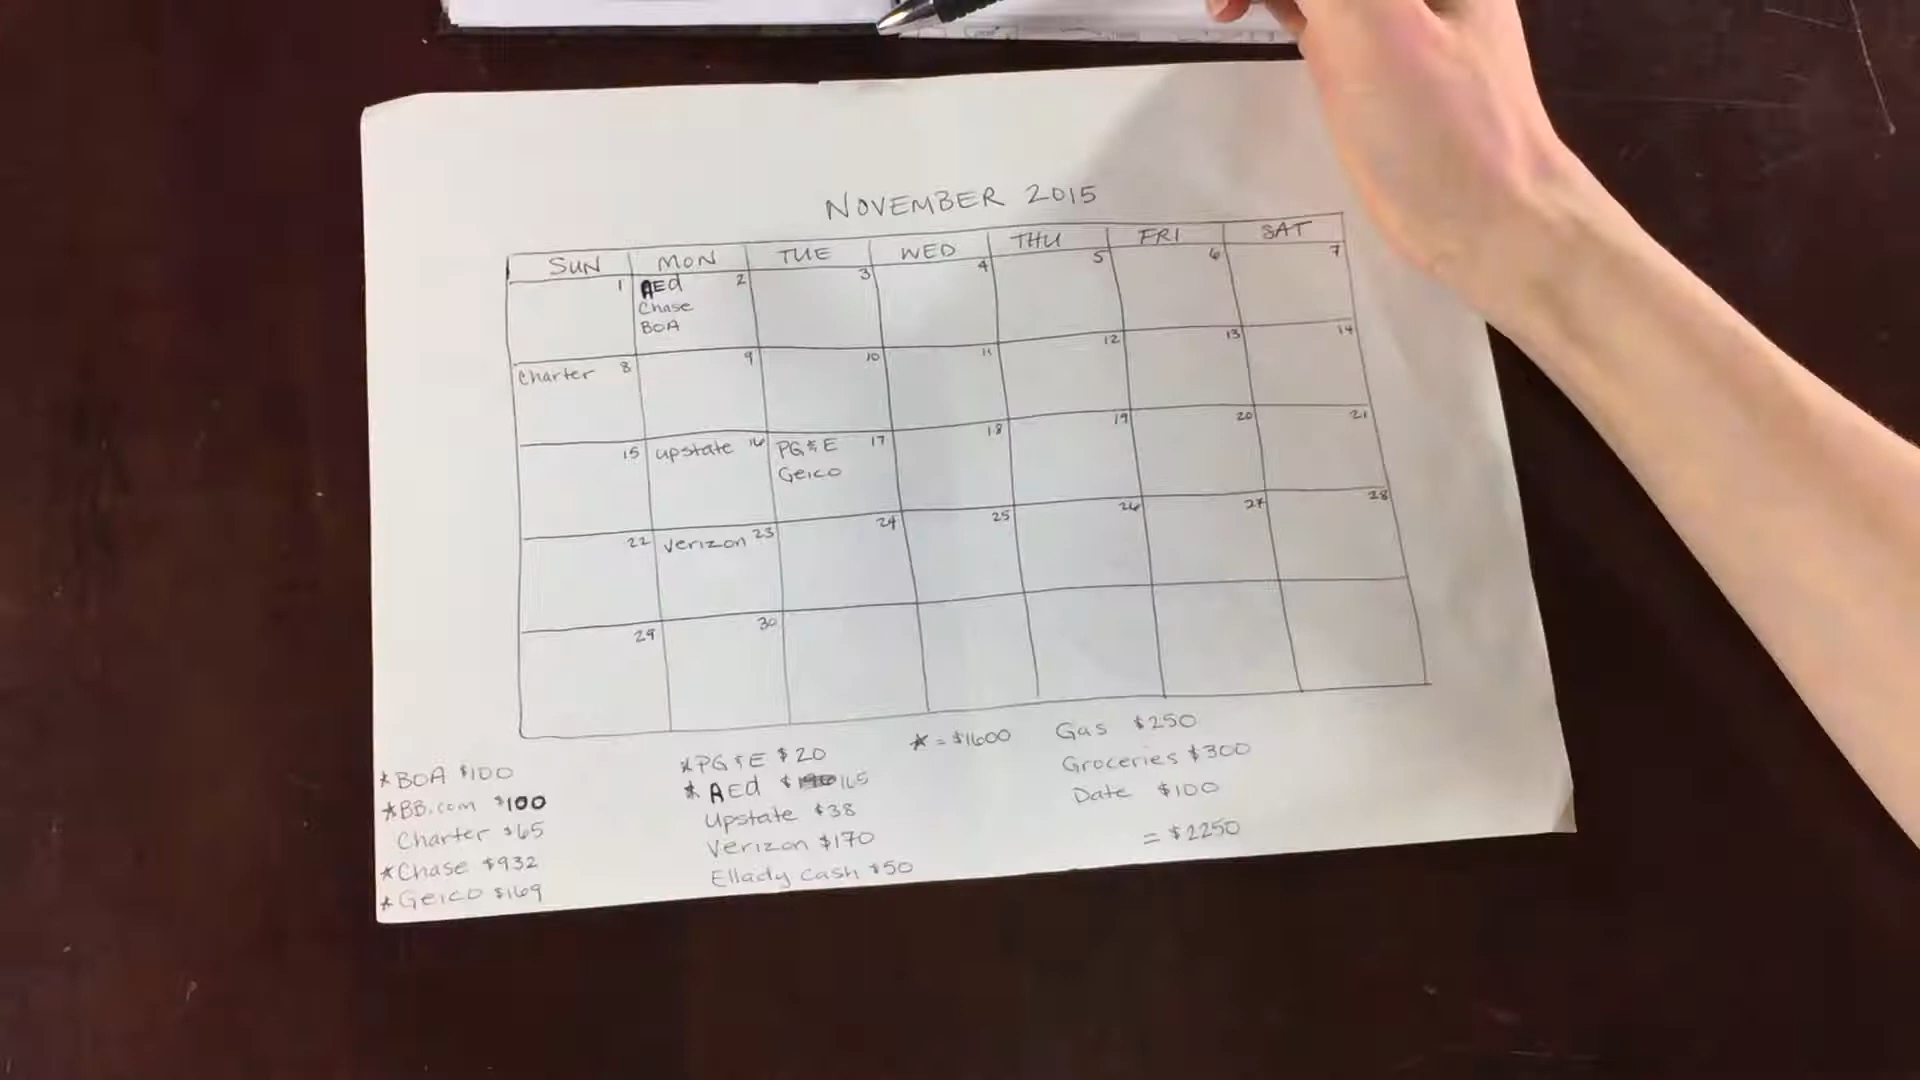 NOVEMBER 2015
SUN MON TUE WED THU FRI SAT
1 2 3 4 5 6 7
AEd
Chase
BOA
8 9 10 11 12 13 14
Charter
15 16 17 18 19 20 21
upstate PG&E
Geico
22 23 24 25 26 27 28
Verizon
29 30
*BOA $100
*BB.com $100
Charter $65
*Chase $932
*Geico $169
*PG&E $20
* AEd $165
Upstate $38
Verizon $170
Ellady Cash $50
* = $1600
Gas $250
Groceries $300
Date $100
= $2250